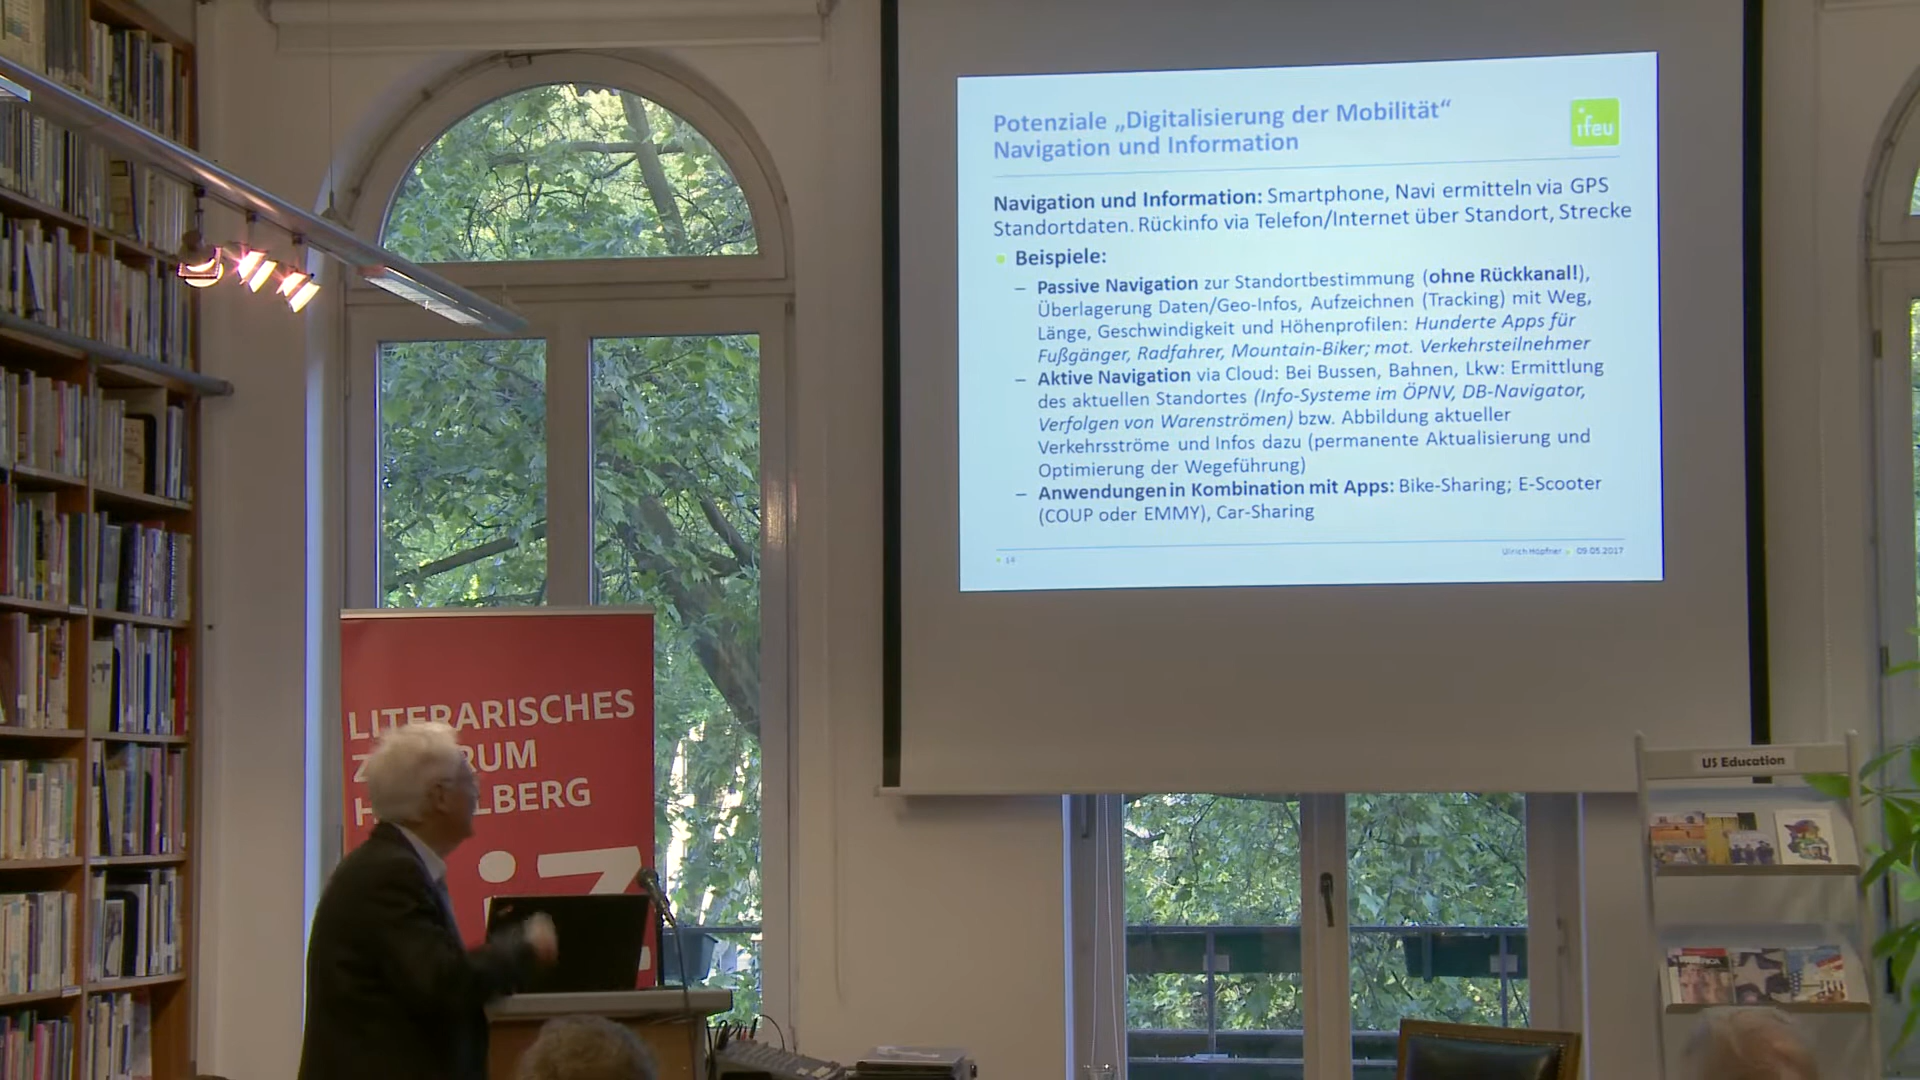 Potenziale „Digitalisierung der Mobilität“
Navigation und Information
ifeu
Navigation und Information: Smartphone, Navi ermitteln via GPS
Standortdaten. Rückinfo via Telefon/Internet über Standort, Strecke
Beispiele:
– Passive Navigation zur Standortbestimmung (ohne Rückkanal!),
Überlagerung Daten/Geo-Infos, Aufzeichnen (Tracking) mit Weg,
Länge, Geschwindigkeit und Höhenprofilen: Hunderte Apps für
Fußgänger, Radfahrer, Mountain-Biker; mot. Verkehrsteilnehmer
– Aktive Navigation via Cloud: Bei Bussen, Bahnen, Lkw: Ermittlung
des aktuellen Standortes (Info-Systeme im ÖPNV, DB-Navigator,
Verfolgen von Warenströmen) bzw. Abbildung aktueller
Verkehrsströme und Infos dazu (permanente Aktualisierung und
Optimierung der Wegeführung)
– Anwendungen in Kombination mit Apps: Bike-Sharing; E-Scooter
(COUP oder EMMY), Car-Sharing
14
Ulrich Höpfner 09.05.2017
LITERARISCHES
Z RUM
H LBERG
iz
US Education